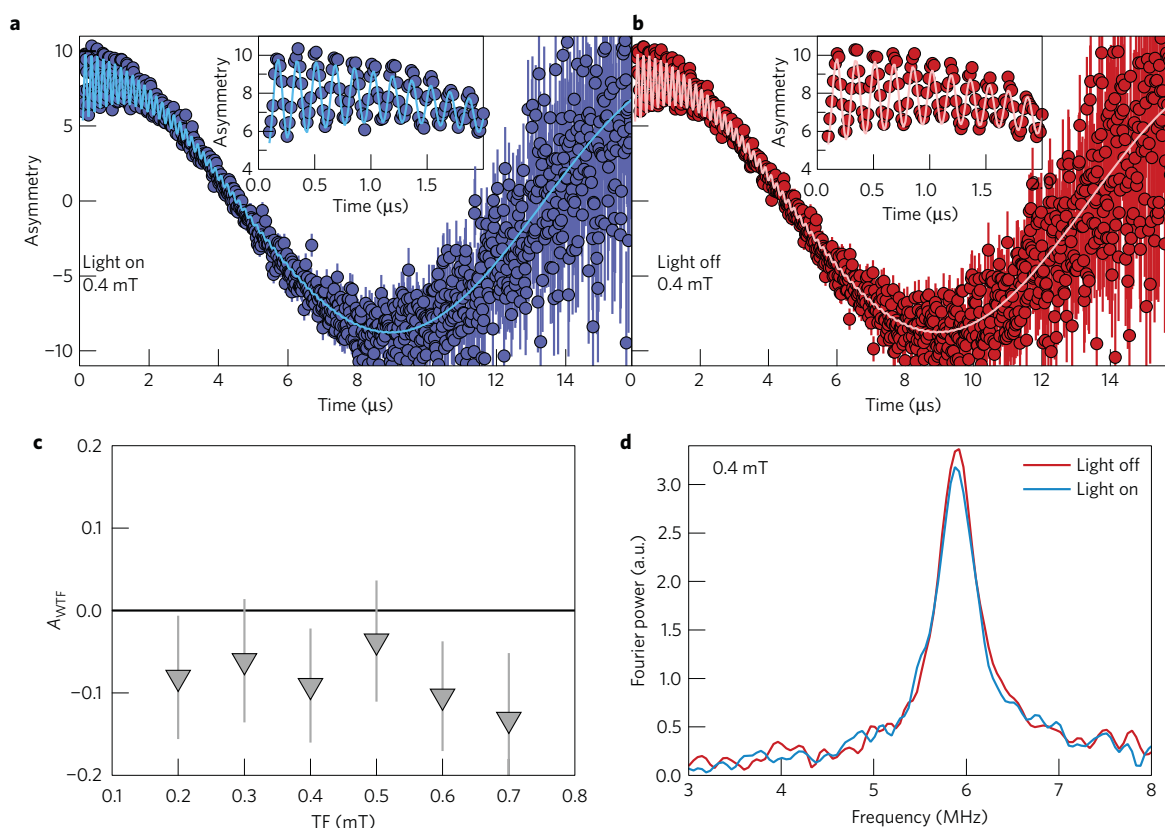 a
10
5
0
−5
−10
Asymmetry
Light on
0.4 mT
0 2 4 6 8 10 12 14
Time (μs)
10
9
8
7
6
4
Asymmetry
0.0 0.5 1.0 1.5
Time (μs)
b
Light off
0.4 mT
0 2 4 6 8 10 12 14
Time (μs)
10
9
8
7
6
4
Asymmetry
0.0 0.5 1.0 1.5
Time (μs)
c
0.2
0.1
0.0
−0.1
−0.2
A_WTF
0.1 0.2 0.3 0.4 0.5 0.6 0.7 0.8
TF (mT)
d
0.4 mT
Light off
Light on
3.0
2.5
2.0
1.5
1.0
0.5
0.0
Fourier power (a.u.)
3 4 5 6 7 8
Frequency (MHz)